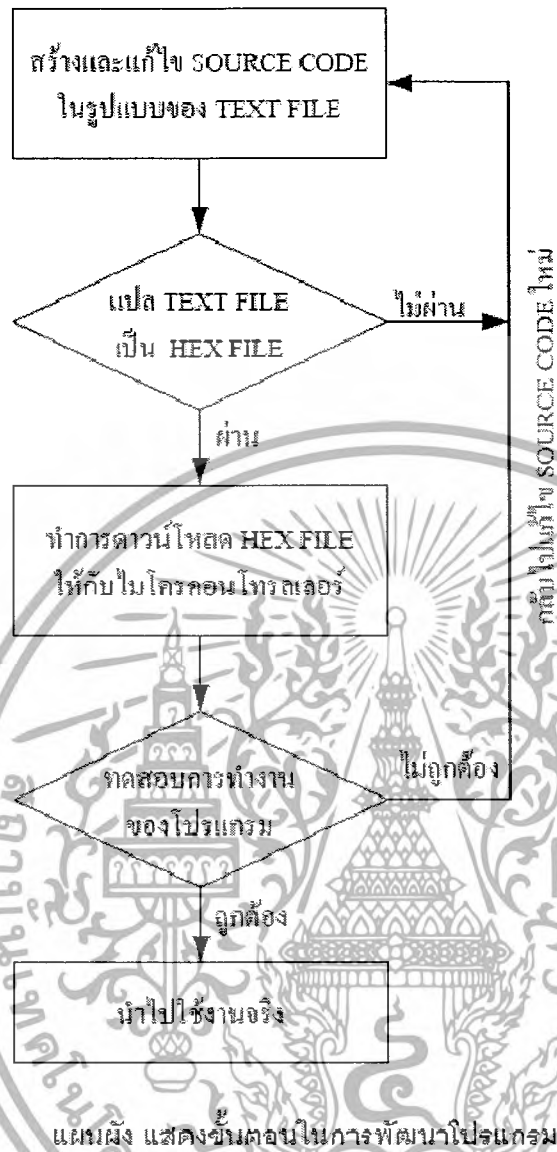 สร้างและแก้ไข SOURCE CODE
ในรูปแบบของ TEXT FILE
แปล TEXT FILE
เป็น HEX FILE
ไม่ผ่าน
กลับไปแก้ไข SOURCE CODE ใหม่
ผ่าน
ทำการดาวน์โหลด HEX FILE
ให้กับไมโครคอนโทรลเลอร์
ทดสอบการทำงาน
ของโปรแกรม
ไม่ถูกต้อง
ถูกต้อง
นำไปใช้งานจริง
แผนผัง แสดงขั้นตอนในการพัฒนาโปรแกรม